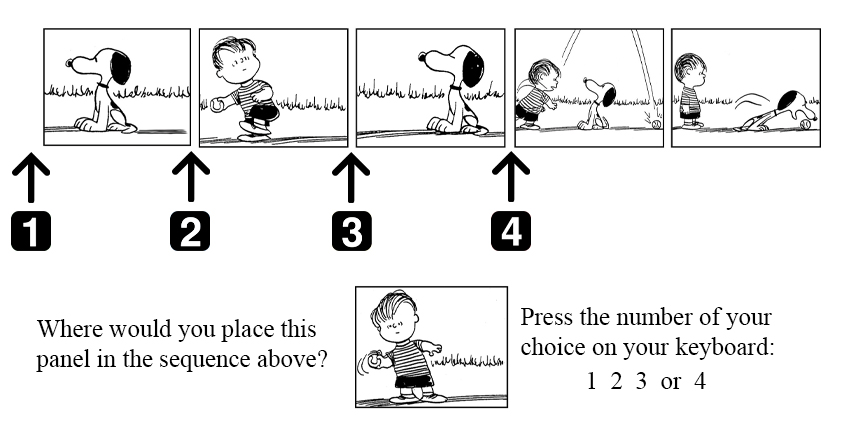 1
2
3
4
Where would you place this
panel in the sequence above?
Press the number of your
choice on your keyboard:
1 2 3 or 4